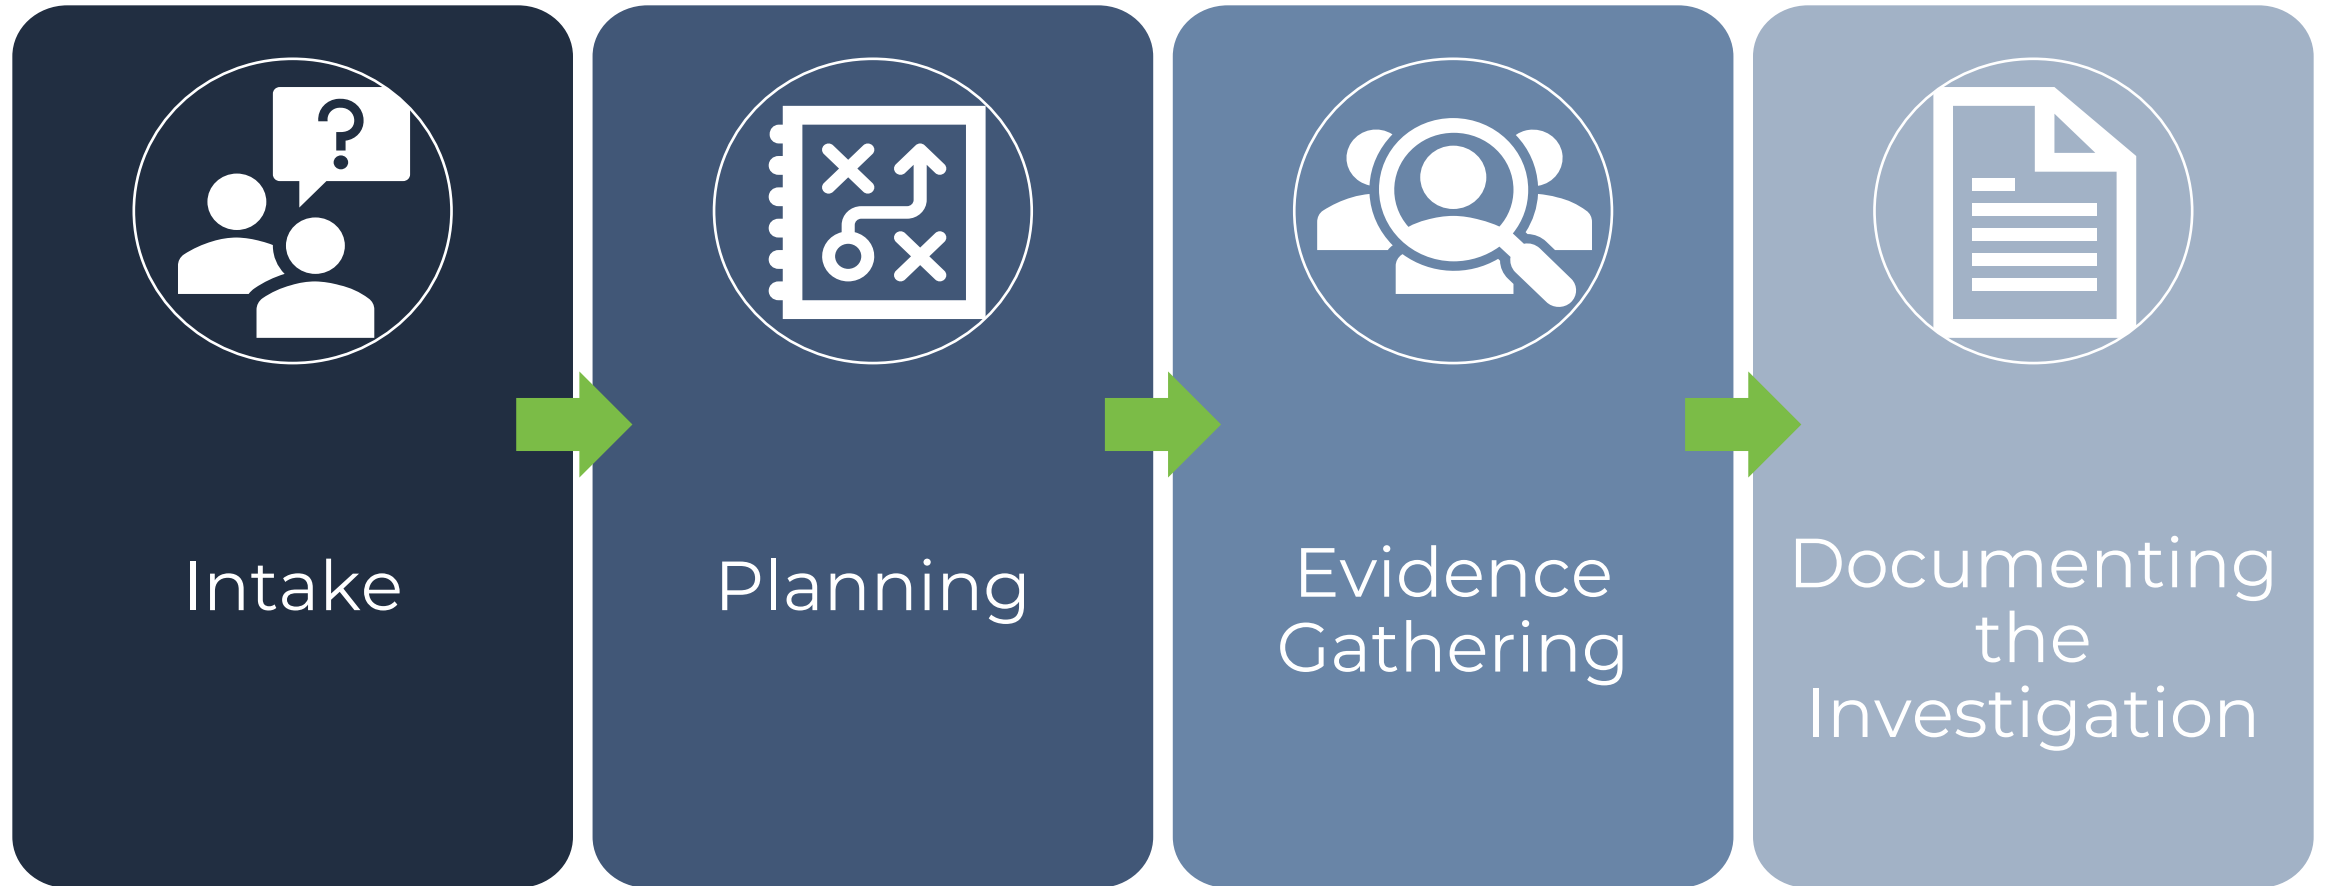 ?
Intake
Planning
Evidence
Gathering
Documenting
the
Investigation